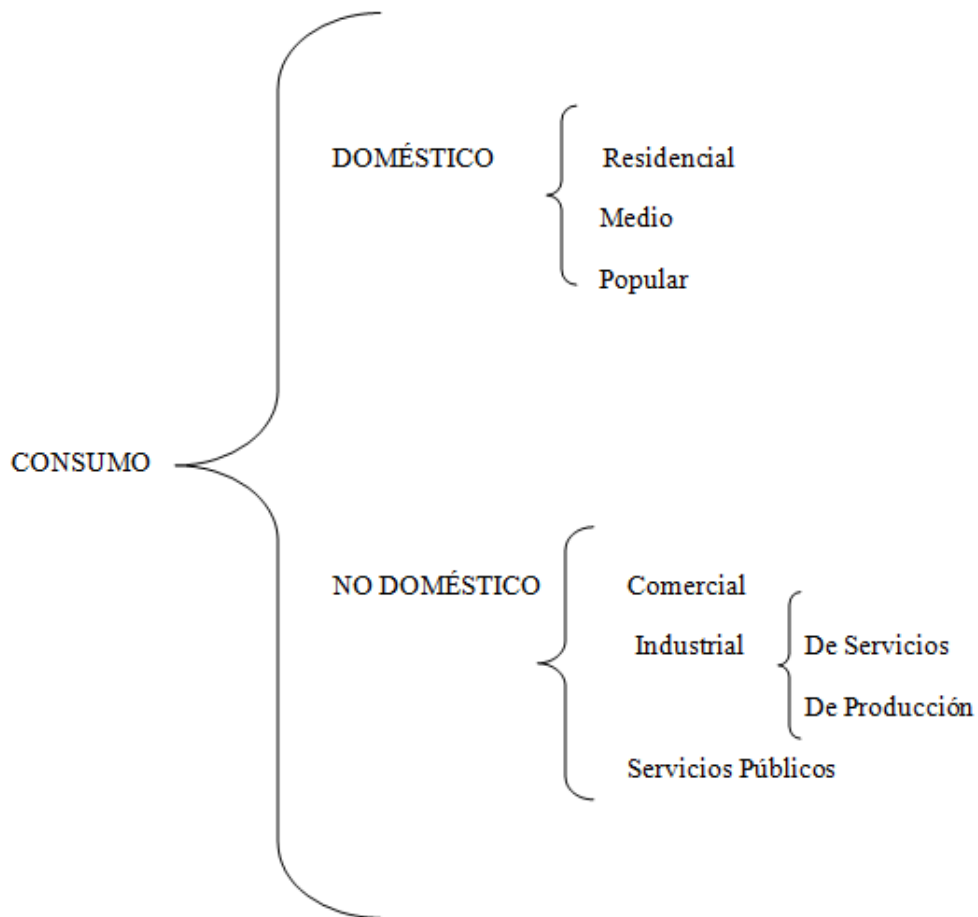 DOMÉSTICO
Residencial
Medio
Popular
CONSUMO
NO DOMÉSTICO
Comercial
Industrial
De Servicios
De Producción
Servicios Públicos